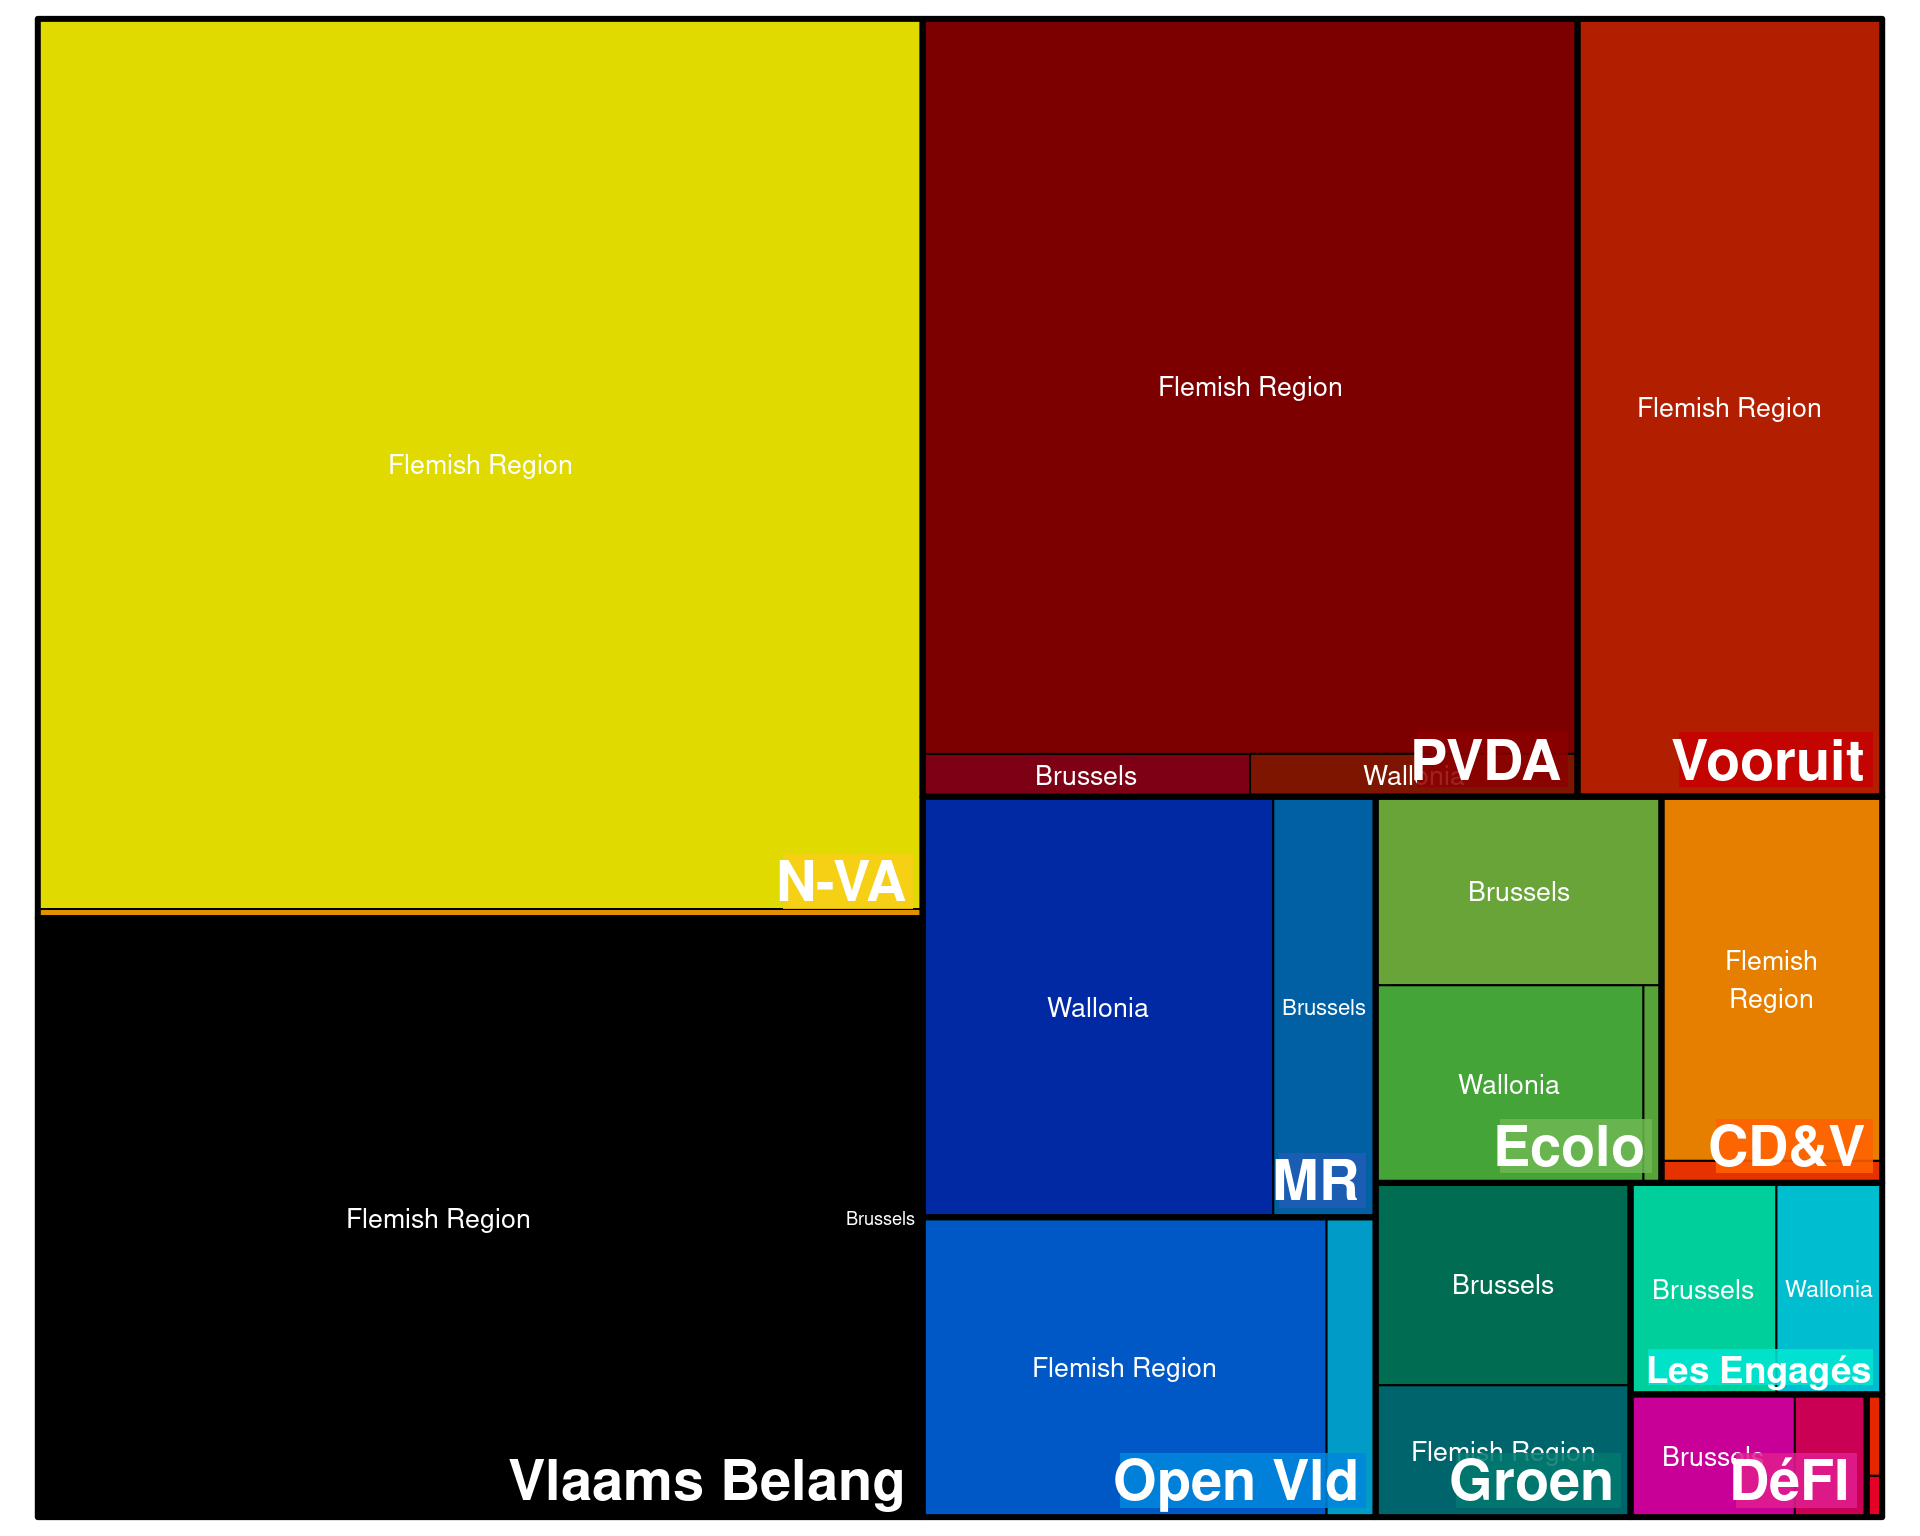 Flemish Region
N-VA
Flemish Region
Brussels
Vlaams Belang
Flemish Region
Brussels
Wallonia
PVDA
Flemish Region
Vooruit
Wallonia
Brussels
MR
Flemish Region
Open Vld
Brussels
Wallonia
Ecolo
Flemish
Region
CD&V
Brussels
Flemish Region
Groen
Brussels
Wallonia
Les Engagés
Brussels
DéFI